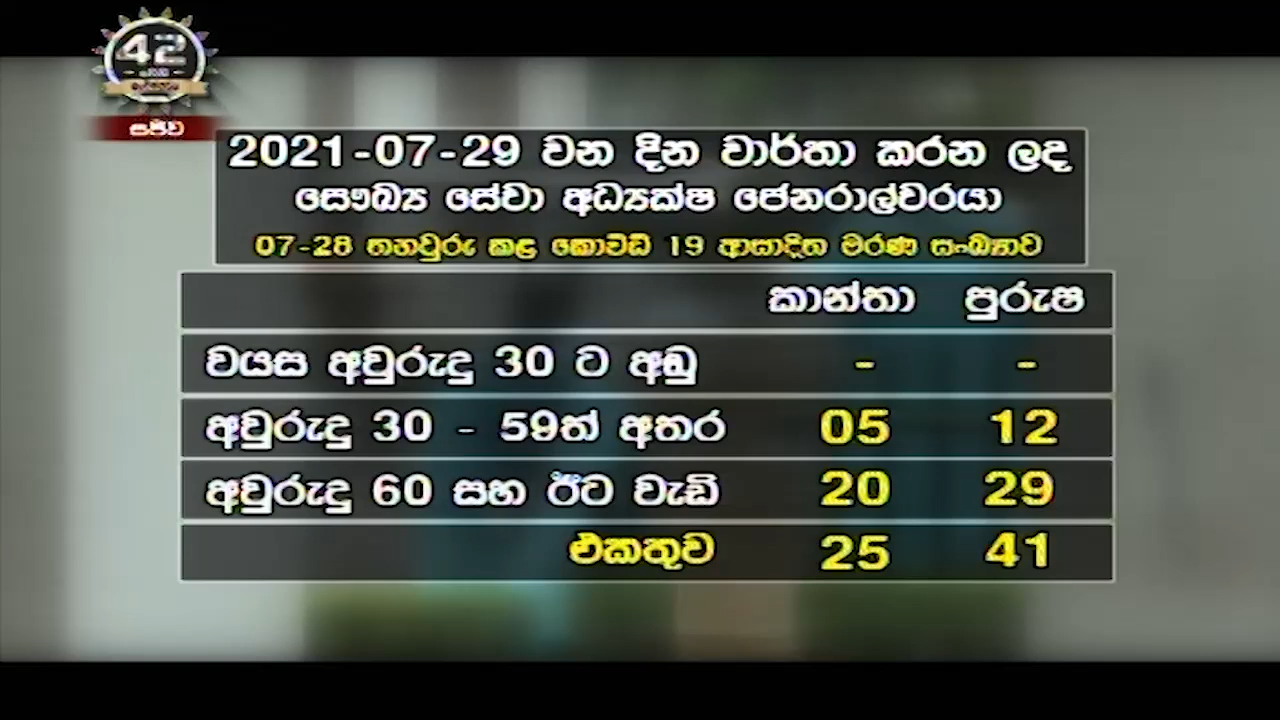 42
සජීව
2021-07-29 වන දින වාර්තා කරන ලද
සෞඛ්‍ය සේවා අධ්‍යක්ෂ ජෙනරාල්වරයා
07-28 තහවුරු කළ කොවිඩ් 19 ආසාදිත මරණ සංඛ්‍යාව
කාන්තා පුරුෂ
වයස අවුරුදු 30 ට අඩු - -
අවුරුදු 30 - 59ත් අතර 05 12
අවුරුදු 60 සහ ඊට වැඩි 20 29
එකතුව 25 41